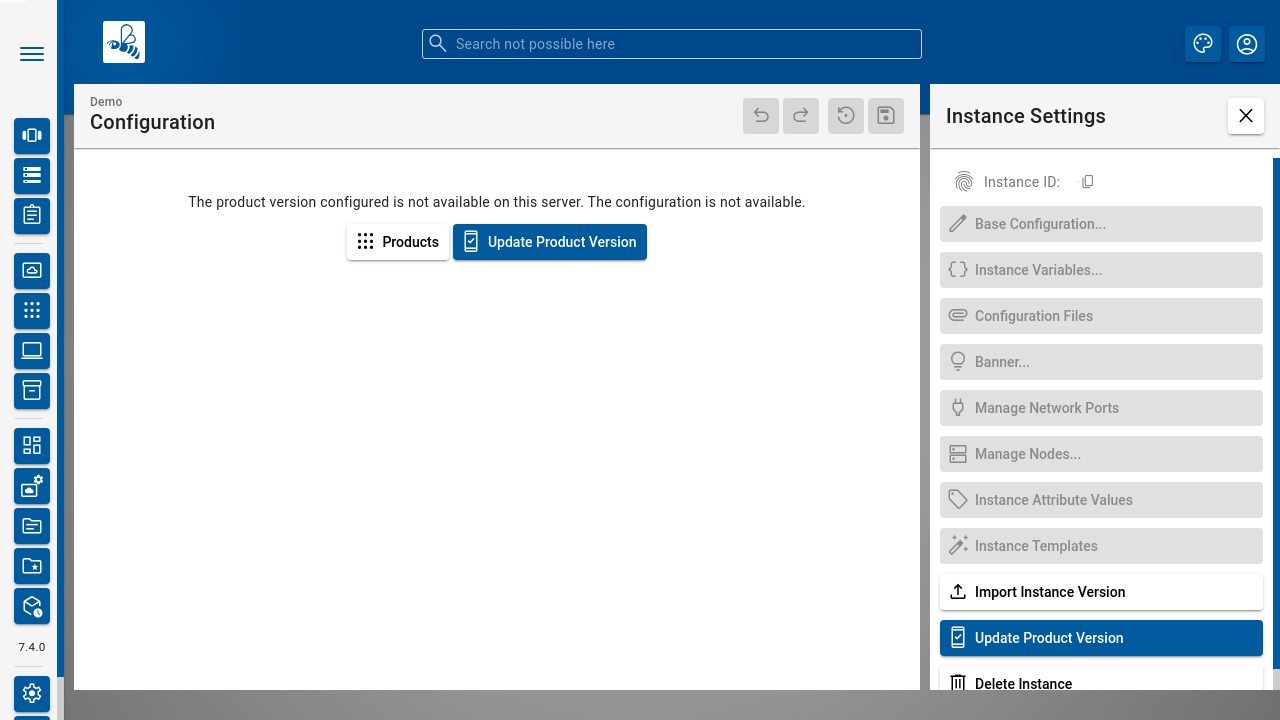 Search not possible here
Demo
Configuration
The product version configured is not available on this server. The configuration is not available.
Products
Update Product Version
Instance Settings
Instance ID:
Base Configuration...
Instance Variables...
Configuration Files
Banner...
Manage Network Ports
Manage Nodes...
Instance Attribute Values
Instance Templates
Import Instance Version
Update Product Version
Delete Instance
7.4.0